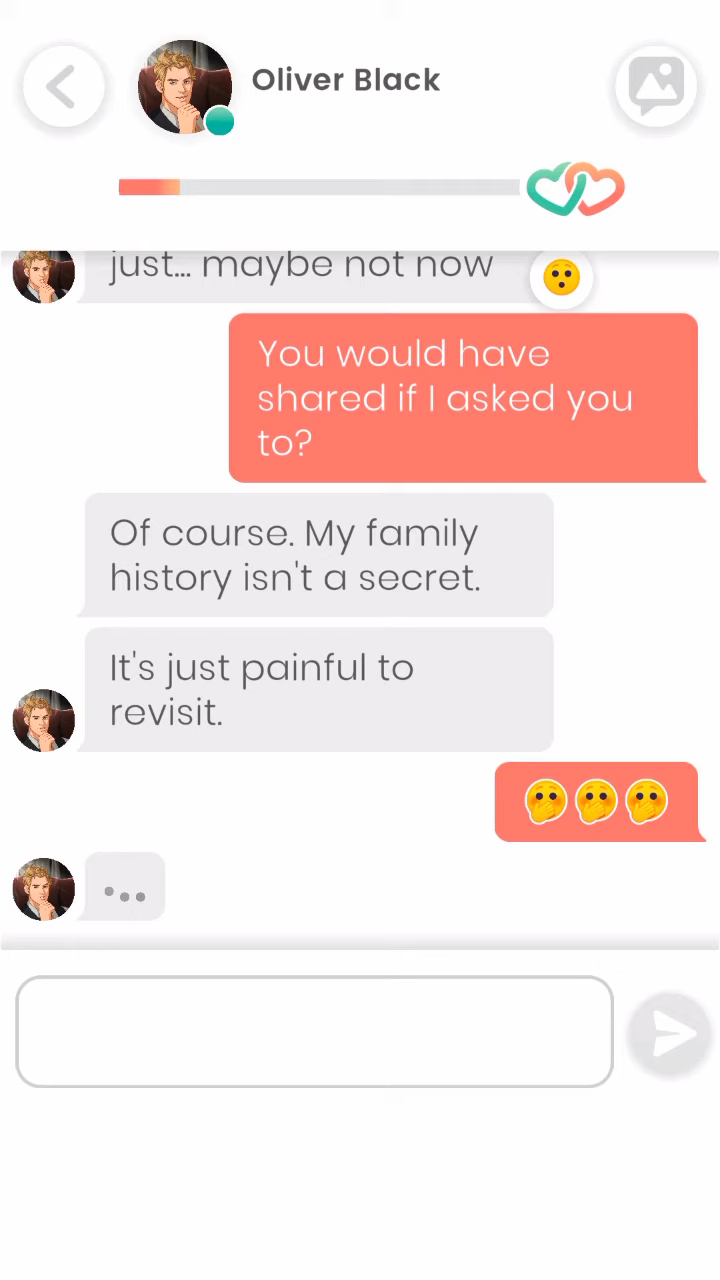 Oliver Black
just... maybe not now
You would have
shared if I asked you
to?
Of course. My family
history isn't a secret.
It's just painful to
revisit.